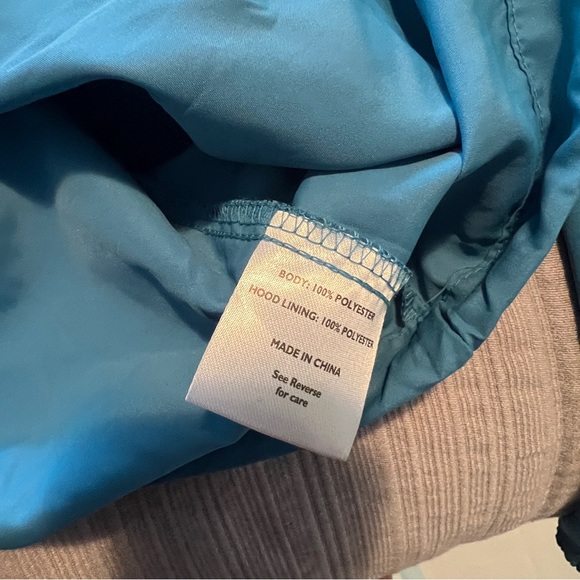 BODY: 100% POLYESTER
HOOD LINING: 100% POLYESTER
MADE IN CHINA
See Reverse
for care